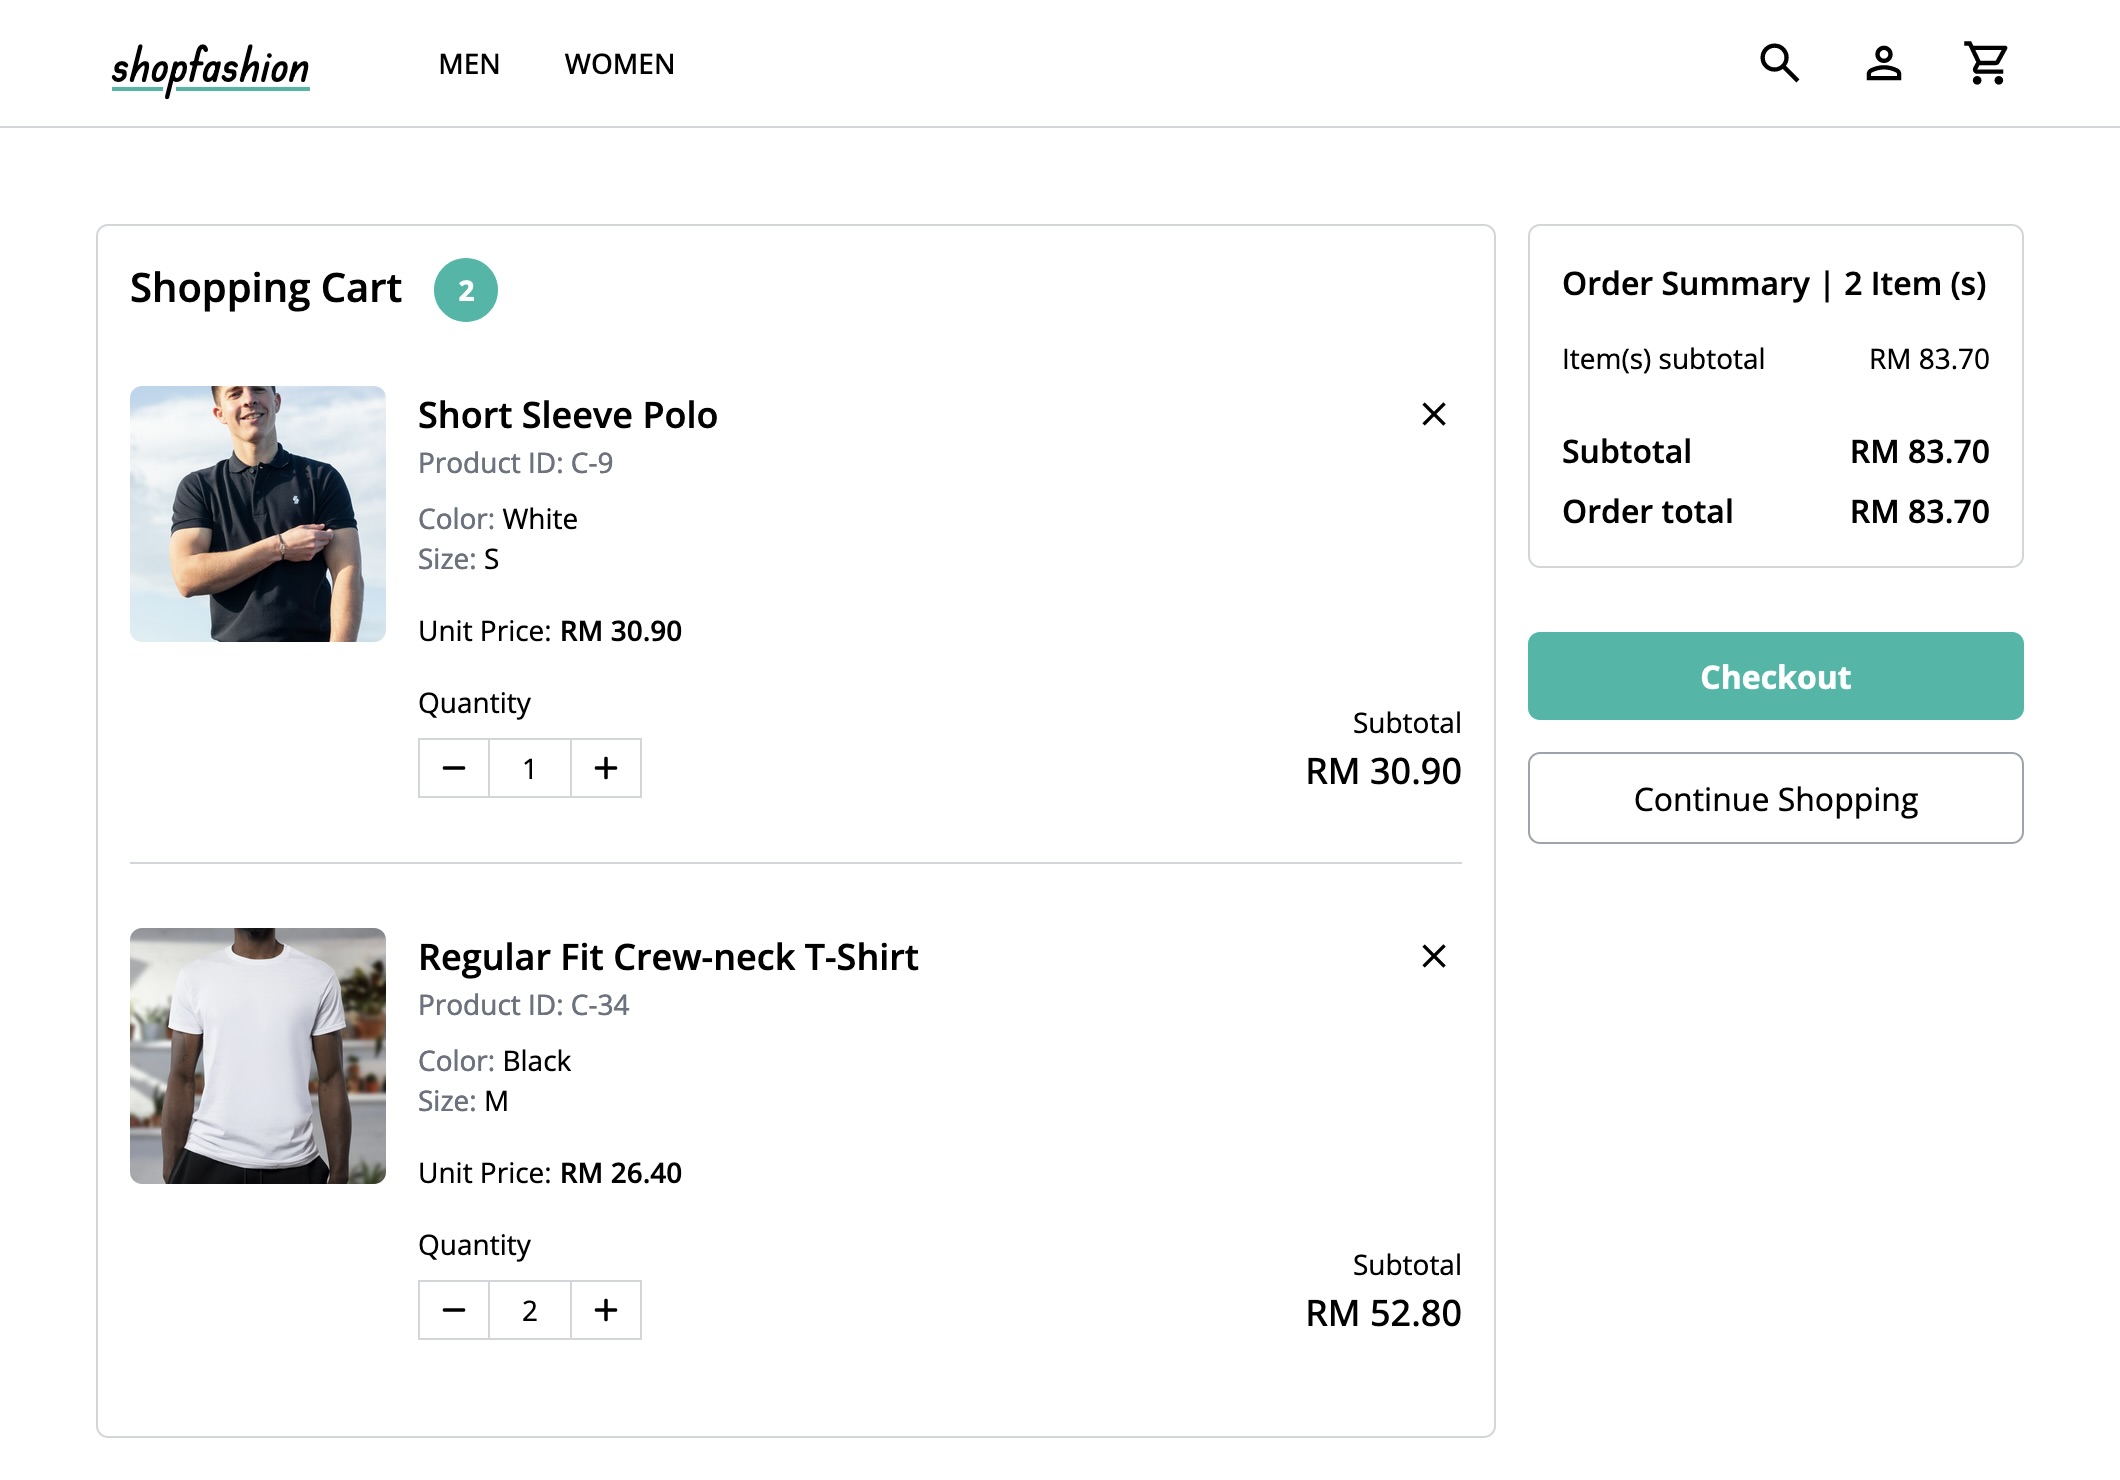 shopfashion
MEN
WOMEN
Shopping Cart 2
Short Sleeve Polo
Product ID: C-9
Color: White
Size: S
Unit Price: RM 30.90
Quantity
1
Subtotal
RM 30.90
Regular Fit Crew-neck T-Shirt
Product ID: C-34
Color: Black
Size: M
Unit Price: RM 26.40
Quantity
2
Subtotal
RM 52.80
Order Summary | 2 Item (s)
Item(s) subtotal RM 83.70
Subtotal RM 83.70
Order total RM 83.70
Checkout
Continue Shopping